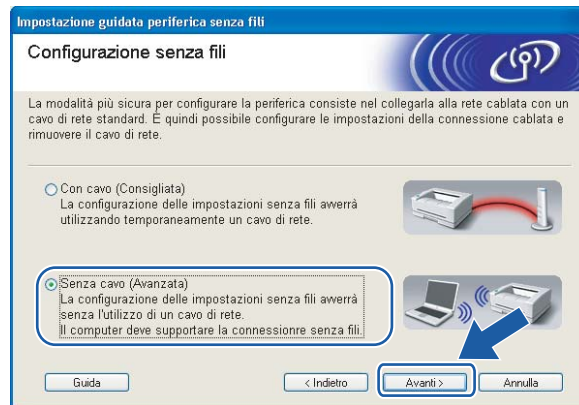 Impostazione guidata periferica senza fili
Configurazione senza fili
La modalità più sicura per configurare la periferica consiste nel collegarla alla rete cablata con un
cavo di rete standard. È quindi possibile configurare le impostazioni della connessione cablata e
rimuovere il cavo di rete.
Con cavo (Consigliata)
La configurazione delle impostazioni senza fili avverrà
utilizzando temporaneamente un cavo di rete.
Senza cavo (Avanzata)
La configurazione delle impostazioni senza fili avverrà
senza l'utilizzo di un cavo di rete.
Il computer deve supportare la connessionre senza fili.
Guida
< Indietro
Avanti >
Annulla